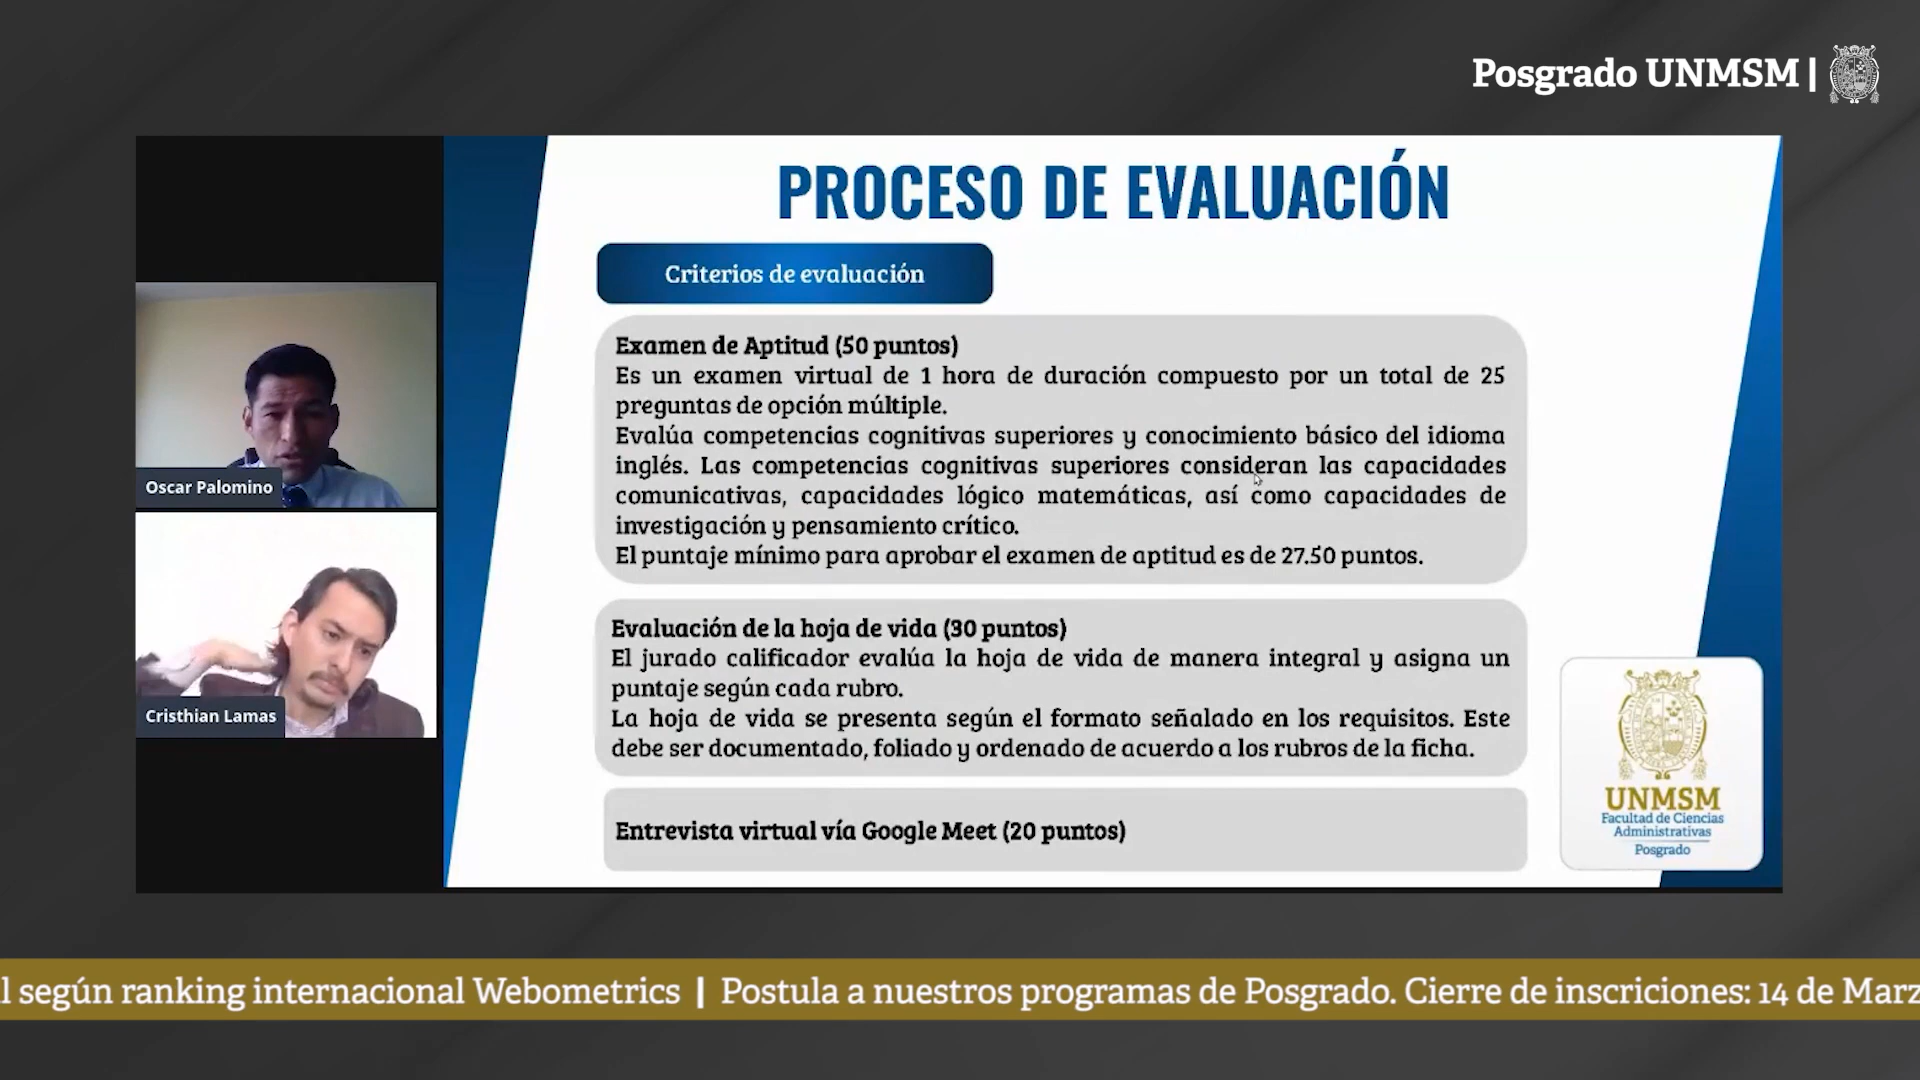 Posgrado UNMSM |
PROCESO DE EVALUACIÓN
Criterios de evaluación
Examen de Aptitud (50 puntos)
Es un examen virtual de 1 hora de duración compuesto por un total de 25
preguntas de opción múltiple.
Evalúa competencias cognitivas superiores y conocimiento básico del idioma
inglés. Las competencias cognitivas superiores consideran las capacidades
comunicativas, capacidades lógico matemáticas, así como capacidades de
investigación y pensamiento crítico.
El puntaje mínimo para aprobar el examen de aptitud es de 27.50 puntos.
Oscar Palomino
Cristhian Lamas
Evaluación de la hoja de vida (30 puntos)
El jurado calificador evalúa la hoja de vida de manera integral y asigna un
puntaje según cada rubro.
La hoja de vida se presenta según el formato señalado en los requisitos. Este
debe ser documentado, foliado y ordenado de acuerdo a los rubros de la ficha.
Entrevista virtual vía Google Meet (20 puntos)
UNMSM
Facultad de Ciencias
Administrativas
Posgrado
l según ranking internacional Webometrics | Postula a nuestros programas de Posgrado. Cierre de inscriciones: 14 de Marz